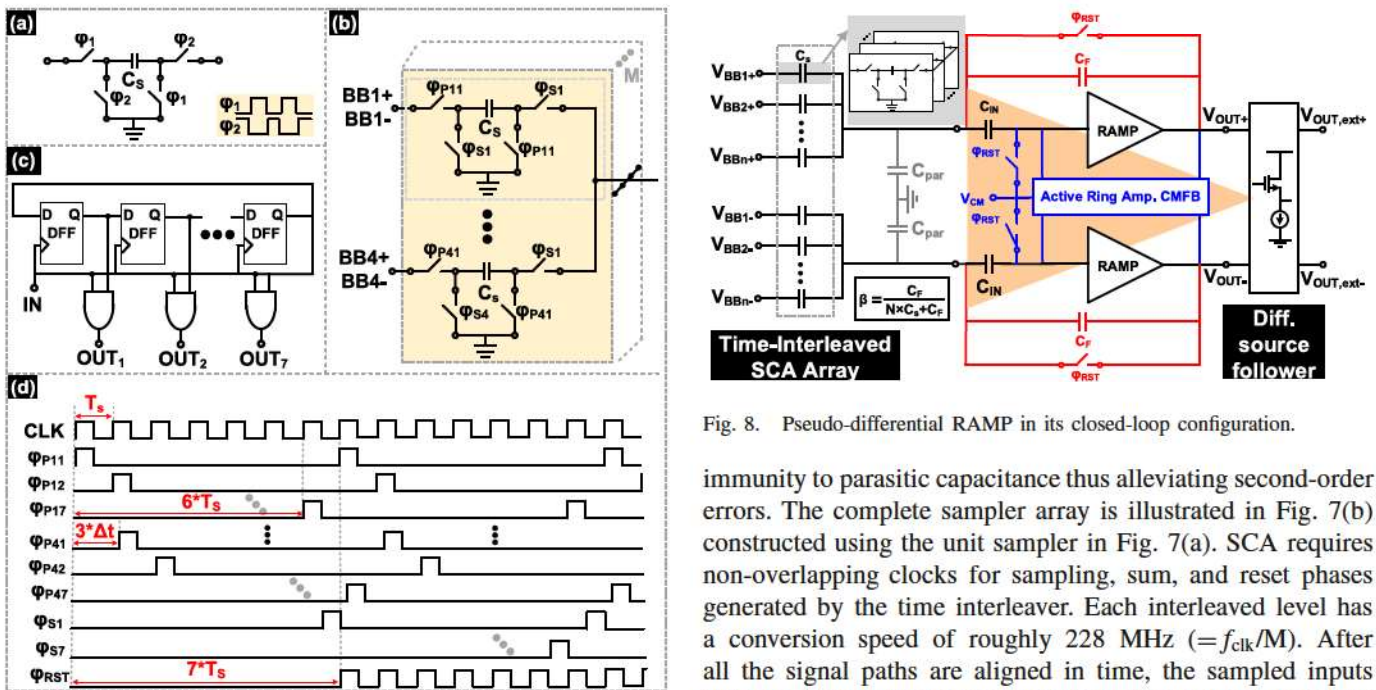 (a)
φ1
φ2
CS
φ2
φ1
φ1
φ2
(b)
M
BB1+
BB1-
φP11
φS1
CS
φS1
φP11
BB4+
BB4-
φP41
φS1
Cs
φS4
φP41
(c)
D Q
DFF
D Q
DFF
D Q
DFF
IN
OUT1
OUT2
OUT7
(d)
Ts
CLK
φP11
φP12
φP17
6*Ts
φP41
3*Δt
φP42
φP47
φS1
φS7
φRST
7*Ts
φRST
CF
Cs
VBB1+
VBB2+
VBBn+
CIN
RAMP
VOUT+
VOUT,ext+
φRST
Cpar
VCM
Active Ring Amp. CMFB
φRST
Cpar
VBB1-
VBB2-
VBBn-
CIN
RAMP
VOUT-
VOUT,ext-
β = CF
N×Cs+CF
Time-Interleaved
SCA Array
CF
φRST
Diff.
source
follower
Fig. 8. Pseudo-differential RAMP in its closed-loop configuration.
immunity to parasitic capacitance thus alleviating second-order
errors. The complete sampler array is illustrated in Fig. 7(b)
constructed using the unit sampler in Fig. 7(a). SCA requires
non-overlapping clocks for sampling, sum, and reset phases
generated by the time interleaver. Each interleaved level has
a conversion speed of roughly 228 MHz (=fclk/M). After
all the signal paths are aligned in time, the sampled inputs